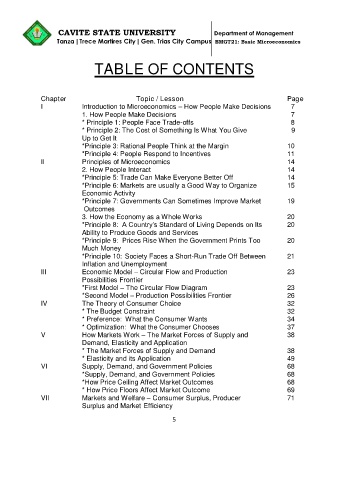 CAVITE STATE UNIVERSITY Department of Management
Tanza | Trece Martires City | Gen. Trias City Campus BMGT21: Basic Microeconomics
TABLE OF CONTENTS
Chapter Topic / Lesson Page
I Introduction to Microeconomics – How People Make Decisions 7
1. How People Make Decisions 7
* Principle 1: People Face Trade-offs 8
* Principle 2: The Cost of Something Is What You Give 9
Up to Get It
*Principle 3: Rational People Think at the Margin 10
*Principle 4: People Respond to Incentives 11
II Principles of Microeconomics 14
2. How People Interact 14
*Principle 5: Trade Can Make Everyone Better Off 14
*Principle 6: Markets are usually a Good Way to Organize 15
Economic Activity
*Principle 7: Governments Can Sometimes Improve Market 19
Outcomes
3. How the Economy as a Whole Works 20
*Principle 8: A Country's Standard of Living Depends on Its 20
Ability to Produce Goods and Services
*Principle 9: Prices Rise When the Government Prints Too 20
Much Money
*Principle 10: Society Faces a Short-Run Trade Off Between 21
Inflation and Unemployment
III Economic Model – Circular Flow and Production 23
Possibilities Frontier
*First Model – The Circular Flow Diagram 23
*Second Model – Production Possibilities Frontier 26
IV The Theory of Consumer Choice 32
* The Budget Constraint 32
* Preference: What the Consumer Wants 34
* Optimization: What the Consumer Chooses 37
V How Markets Work – The Market Forces of Supply and 38
Demand, Elasticity and Application
* The Market Forces of Supply and Demand 38
* Elasticity and its Application 49
VI Supply, Demand, and Government Policies 68
*Supply, Demand, and Government Policies 68
*How Price Ceiling Affect Market Outcomes 68
* How Price Floors Affect Market Outcome 69
VII Markets and Welfare – Consumer Surplus, Producer 71
Surplus and Market Efficiency
5